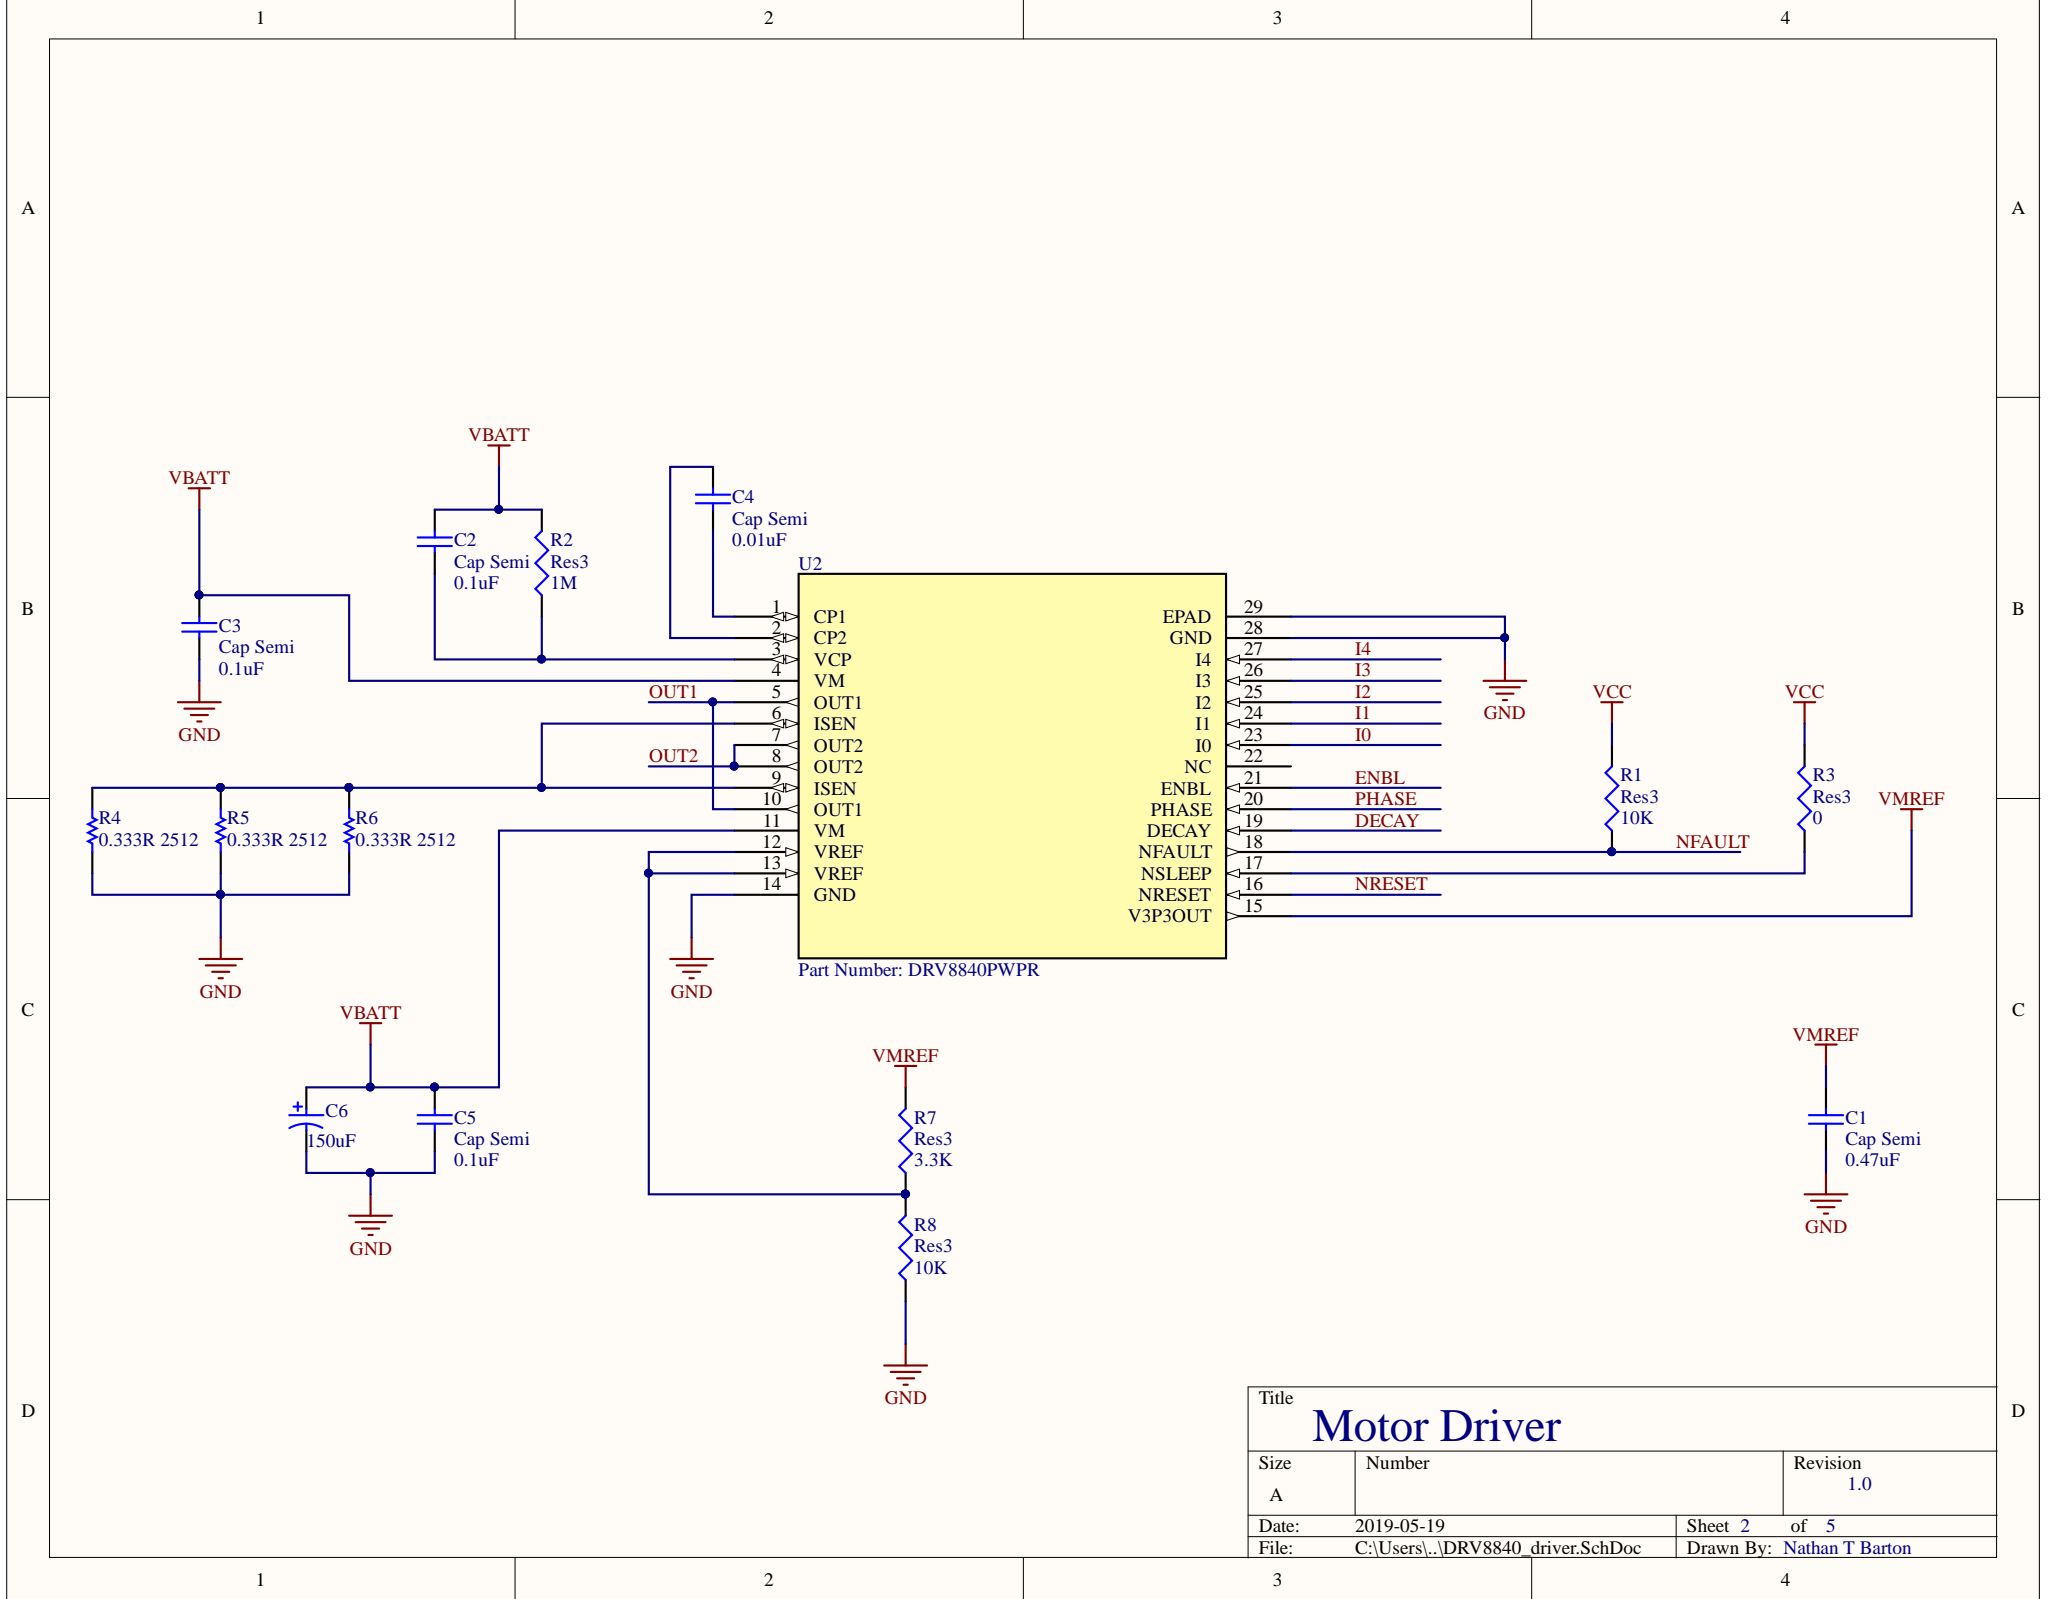 1 2 3 4
A A
B B
C C
D D
VBATT
VBATT
C4
Cap Semi
0.01uF
C2
Cap Semi
0.1uF
R2
Res3
1M
C3
Cap Semi
0.1uF
GND
U2
1 CP1
2 CP2
3 VCP
4 VM
OUT1 5 OUT1
6 ISEN
7 OUT2
OUT2 8 OUT2
9 ISEN
10 OUT1
11 VM
12 VREF
13 VREF
14 GND
EPAD 29
GND 28
I4 27 I4
I3 26 I3
I2 25 I2
I1 24 I1
I0 23 I0
NC 22
ENBL 21 ENBL
PHASE 20 PHASE
DECAY 19 DECAY
NFAULT 18 NFAULT
NSLEEP 17
NRESET 16 NRESET
V3P3OUT 15
Part Number: DRV8840PWPR
GND
VCC
R1
Res3
10K
VCC
R3
Res3
0
VMREF
R4
0.333R 2512
R5
0.333R 2512
R6
0.333R 2512
GND
GND
VBATT
+
C6
150uF
C5
Cap Semi
0.1uF
GND
VMREF
R7
Res3
3.3K
R8
Res3
10K
GND
VMREF
C1
Cap Semi
0.47uF
GND
Title
Motor Driver
Size
A
Number
Revision
1.0
Date: 2019-05-19
Sheet 2 of 5
File: C:\Users\..\DRV8840_driver.SchDoc
Drawn By: Nathan T Barton
1 2 3 4